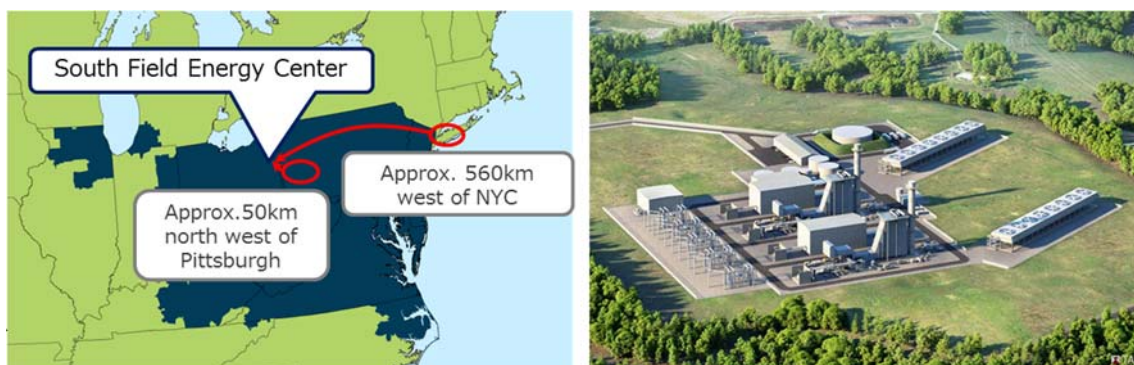 South Field Energy Center
Approx. 560km
west of NYC
Approx.50km
north west of
Pittsburgh